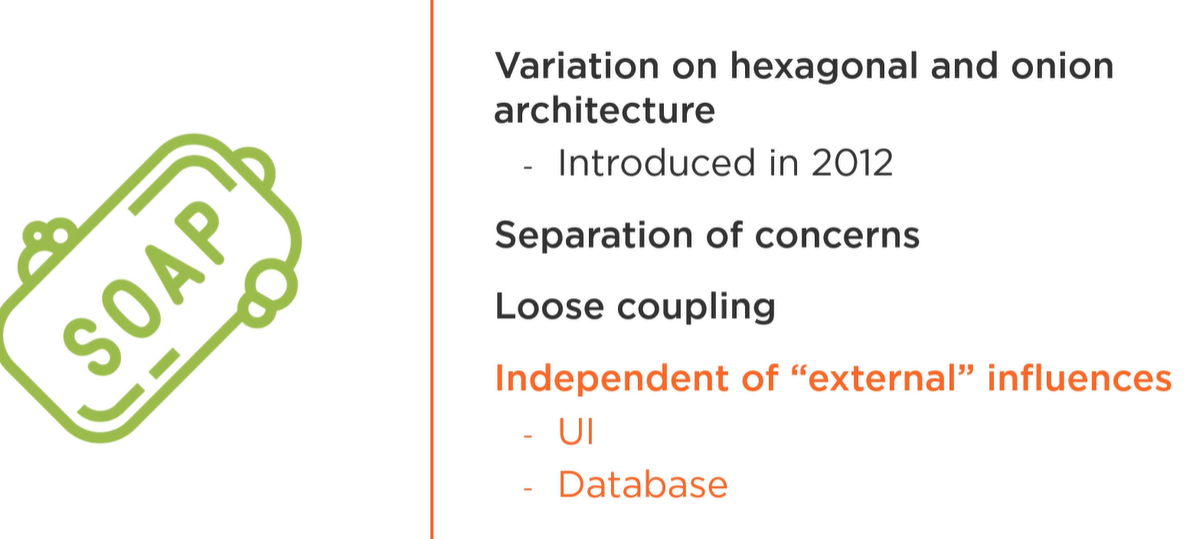 SOAP
Variation on hexagonal and onion
architecture
- Introduced in 2012
Separation of concerns
Loose coupling
Independent of “external” influences
- UI
- Database